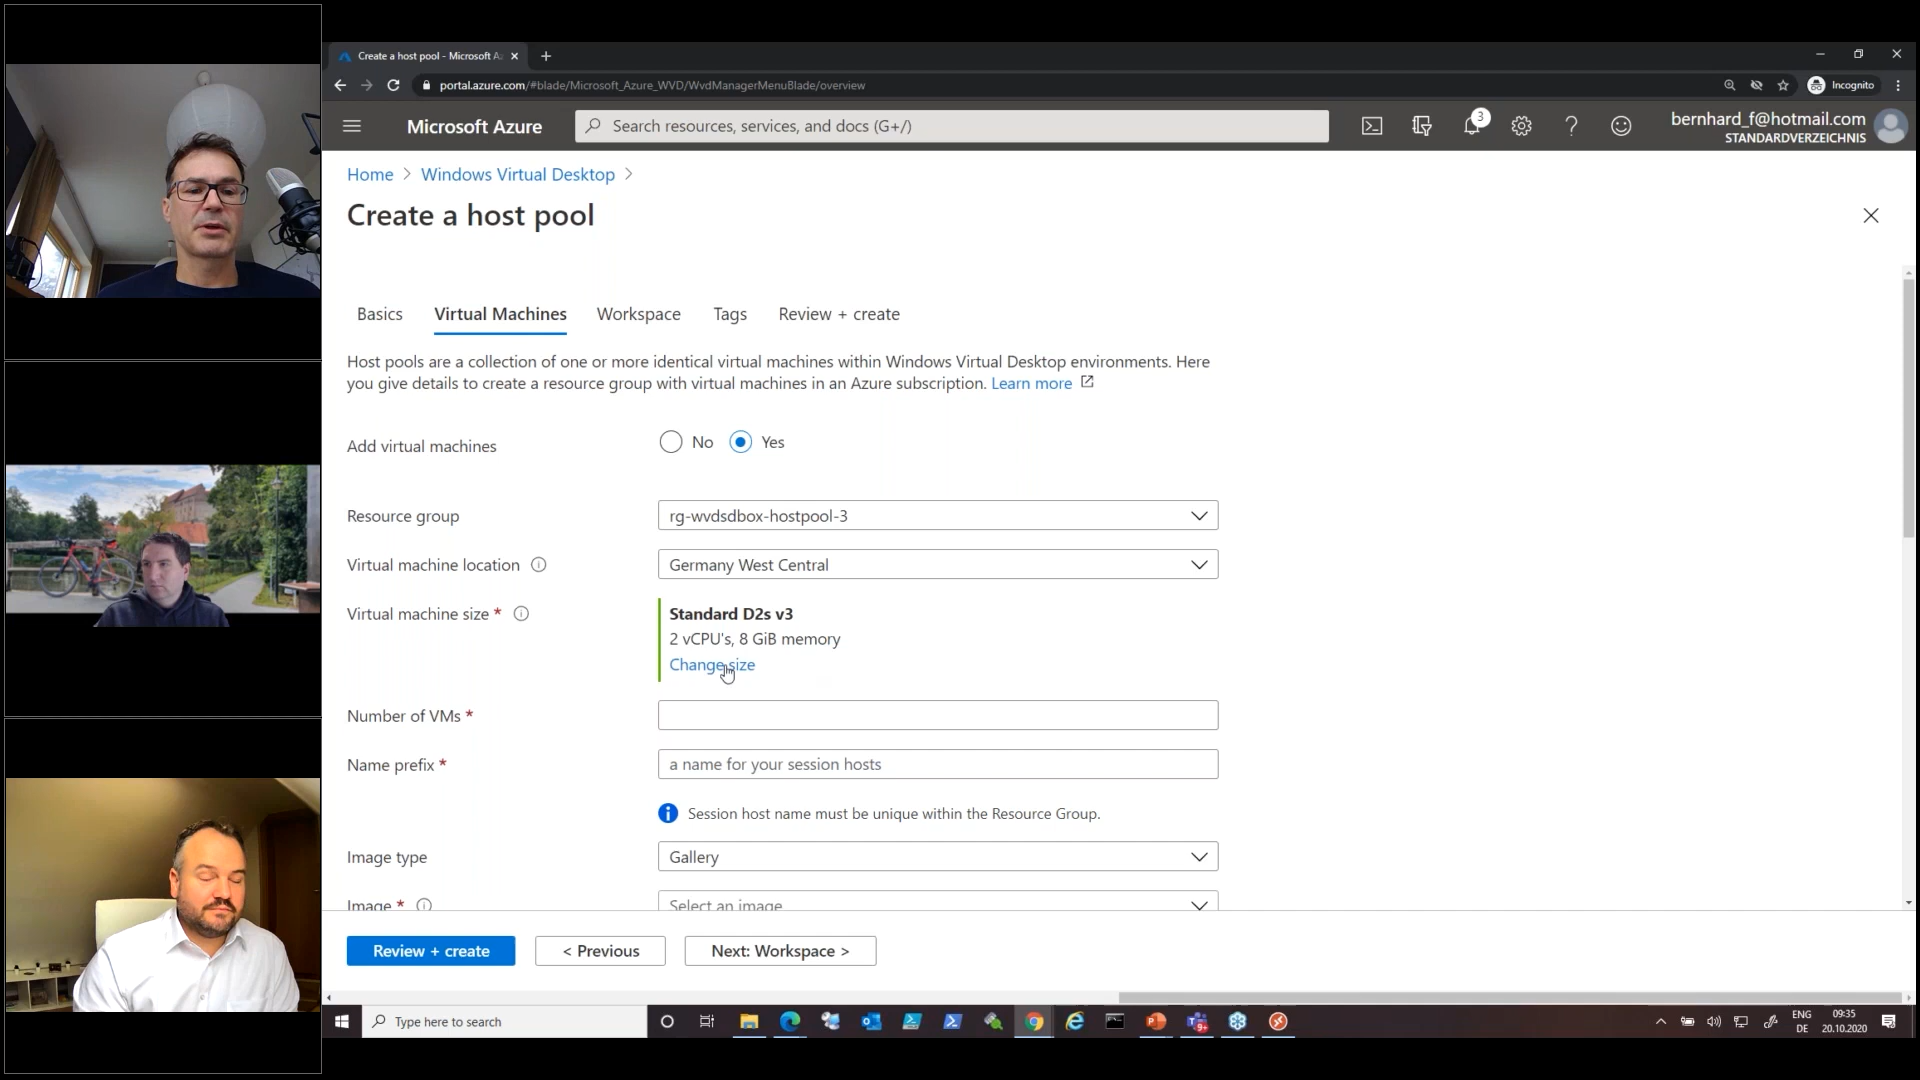 Create a host pool - Microsoft A
portal.azure.com/#blade/Microsoft_Azure_WVD/WvdManagerMenuBlade/overview
Incognito
Microsoft Azure
Search resources, services, and docs (G+/)
3
bernhard_f@hotmail.com
STANDARDVERZEICHNIS
Home > Windows Virtual Desktop >
Create a host pool
Basics Virtual Machines Workspace Tags Review + create
Host pools are a collection of one or more identical virtual machines within Windows Virtual Desktop environments. Here
you give details to create a resource group with virtual machines in an Azure subscription. Learn more
Add virtual machines No Yes
Resource group rg-wvdsdbox-hostpool-3
Virtual machine location Germany West Central
Virtual machine size * Standard D2s v3
2 vCPU's, 8 GiB memory
Change size
Number of VMs *
Name prefix * a name for your session hosts
Session host name must be unique within the Resource Group.
Image type Gallery
Image * Select an image
Review + create < Previous Next: Workspace >
Type here to search
ENG
DE
09:35
20.10.2020